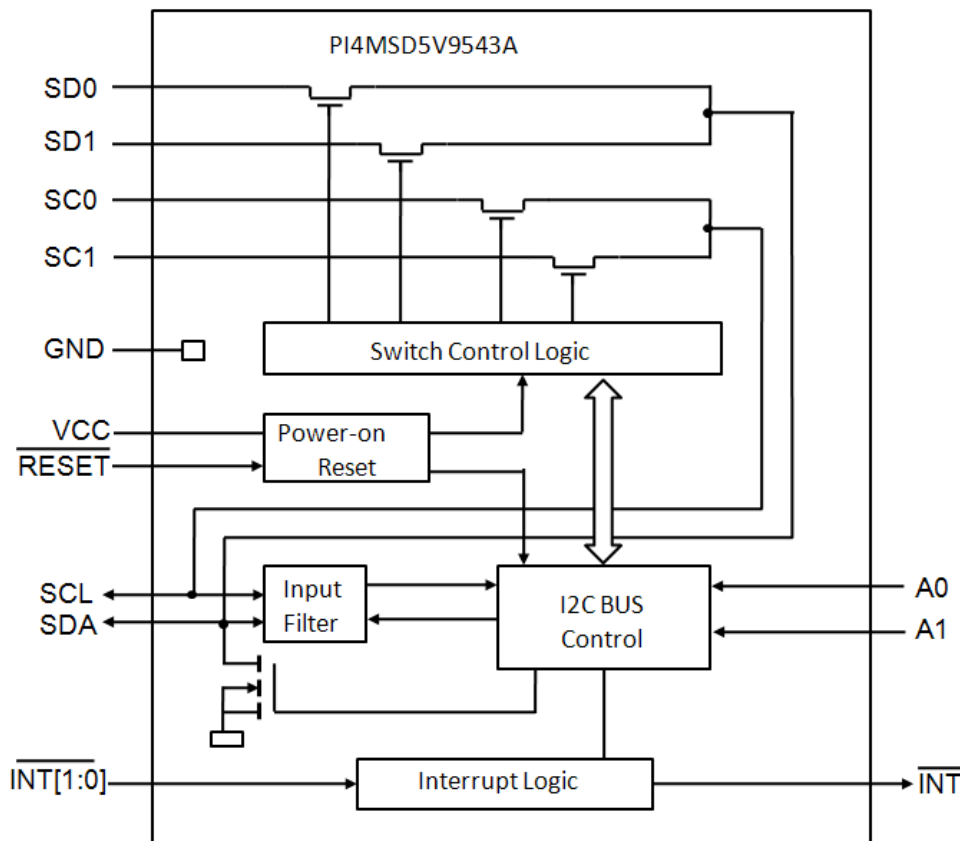 PI4MSD5V9543A
SD0
SD1
SC0
SC1
GND
Switch Control Logic
VCC
RESET
Power-on
Reset
SCL
SDA
Input
Filter
I2C BUS
Control
A0
A1
INT[1:0]
Interrupt Logic
INT